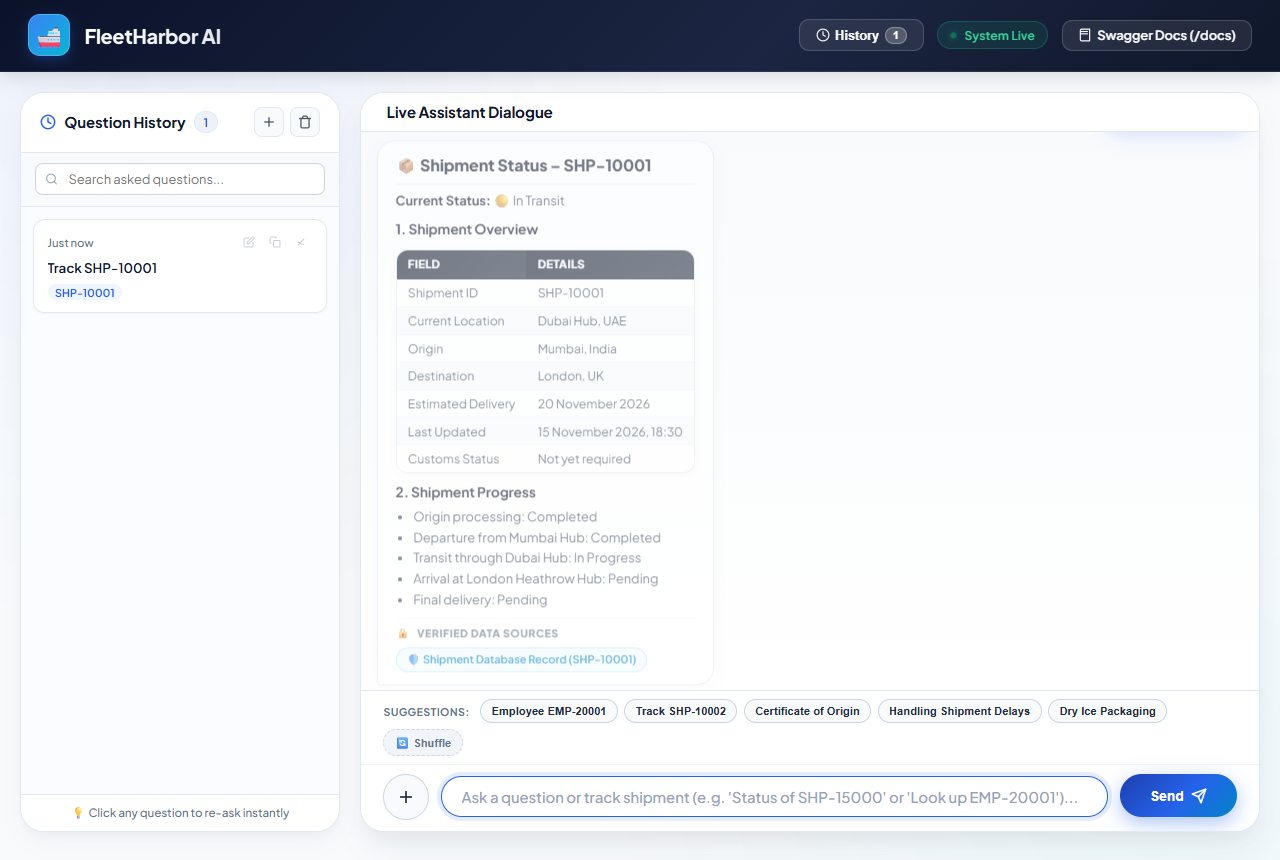 FleetHarbor AI
History 1
System Live
Swagger Docs (/docs)
Question History 1
Search asked questions...
Just now
Track SHP-10001
SHP-10001
💡 Click any question to re-ask instantly
Live Assistant Dialogue
📦 Shipment Status – SHP-10001
Current Status: 🟡 In Transit
1. Shipment Overview
FIELD DETAILS
Shipment ID SHP-10001
Current Location Dubai Hub, UAE
Origin Mumbai, India
Destination London, UK
Estimated Delivery 20 November 2026
Last Updated 15 November 2026, 18:30
Customs Status Not yet required
2. Shipment Progress
• Origin processing: Completed
• Departure from Mumbai Hub: Completed
• Transit through Dubai Hub: In Progress
• Arrival at London Heathrow Hub: Pending
• Final delivery: Pending
🔒 VERIFIED DATA SOURCES
🛡️ Shipment Database Record (SHP-10001)
SUGGESTIONS: Employee EMP-20001 Track SHP-10002 Certificate of Origin Handling Shipment Delays Dry Ice Packaging
Shuffle
+ Ask a question or track shipment (e.g. 'Status of SHP-15000' or 'Look up EMP-20001')... Send